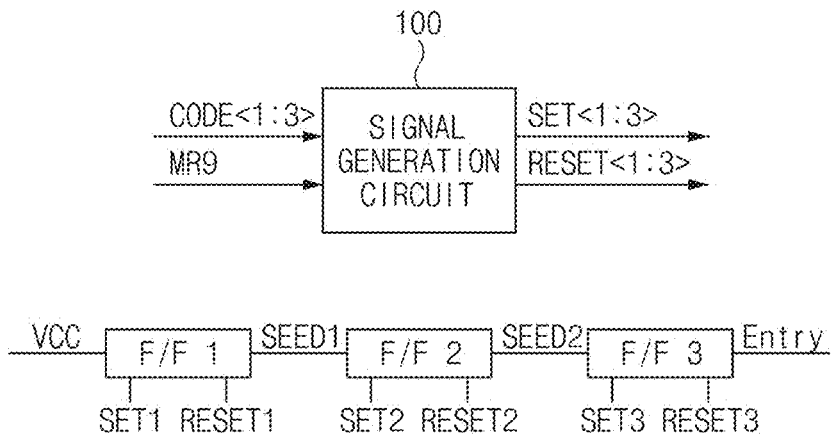 100
CODE<1:3>
MR9
SIGNAL
GENERATION
CIRCUIT
SET<1:3>
RESET<1:3>
VCC
F/F 1
SEED1
F/F 2
SEED2
F/F 3
Entry
SET1
RESET1
SET2
RESET2
SET3
RESET3